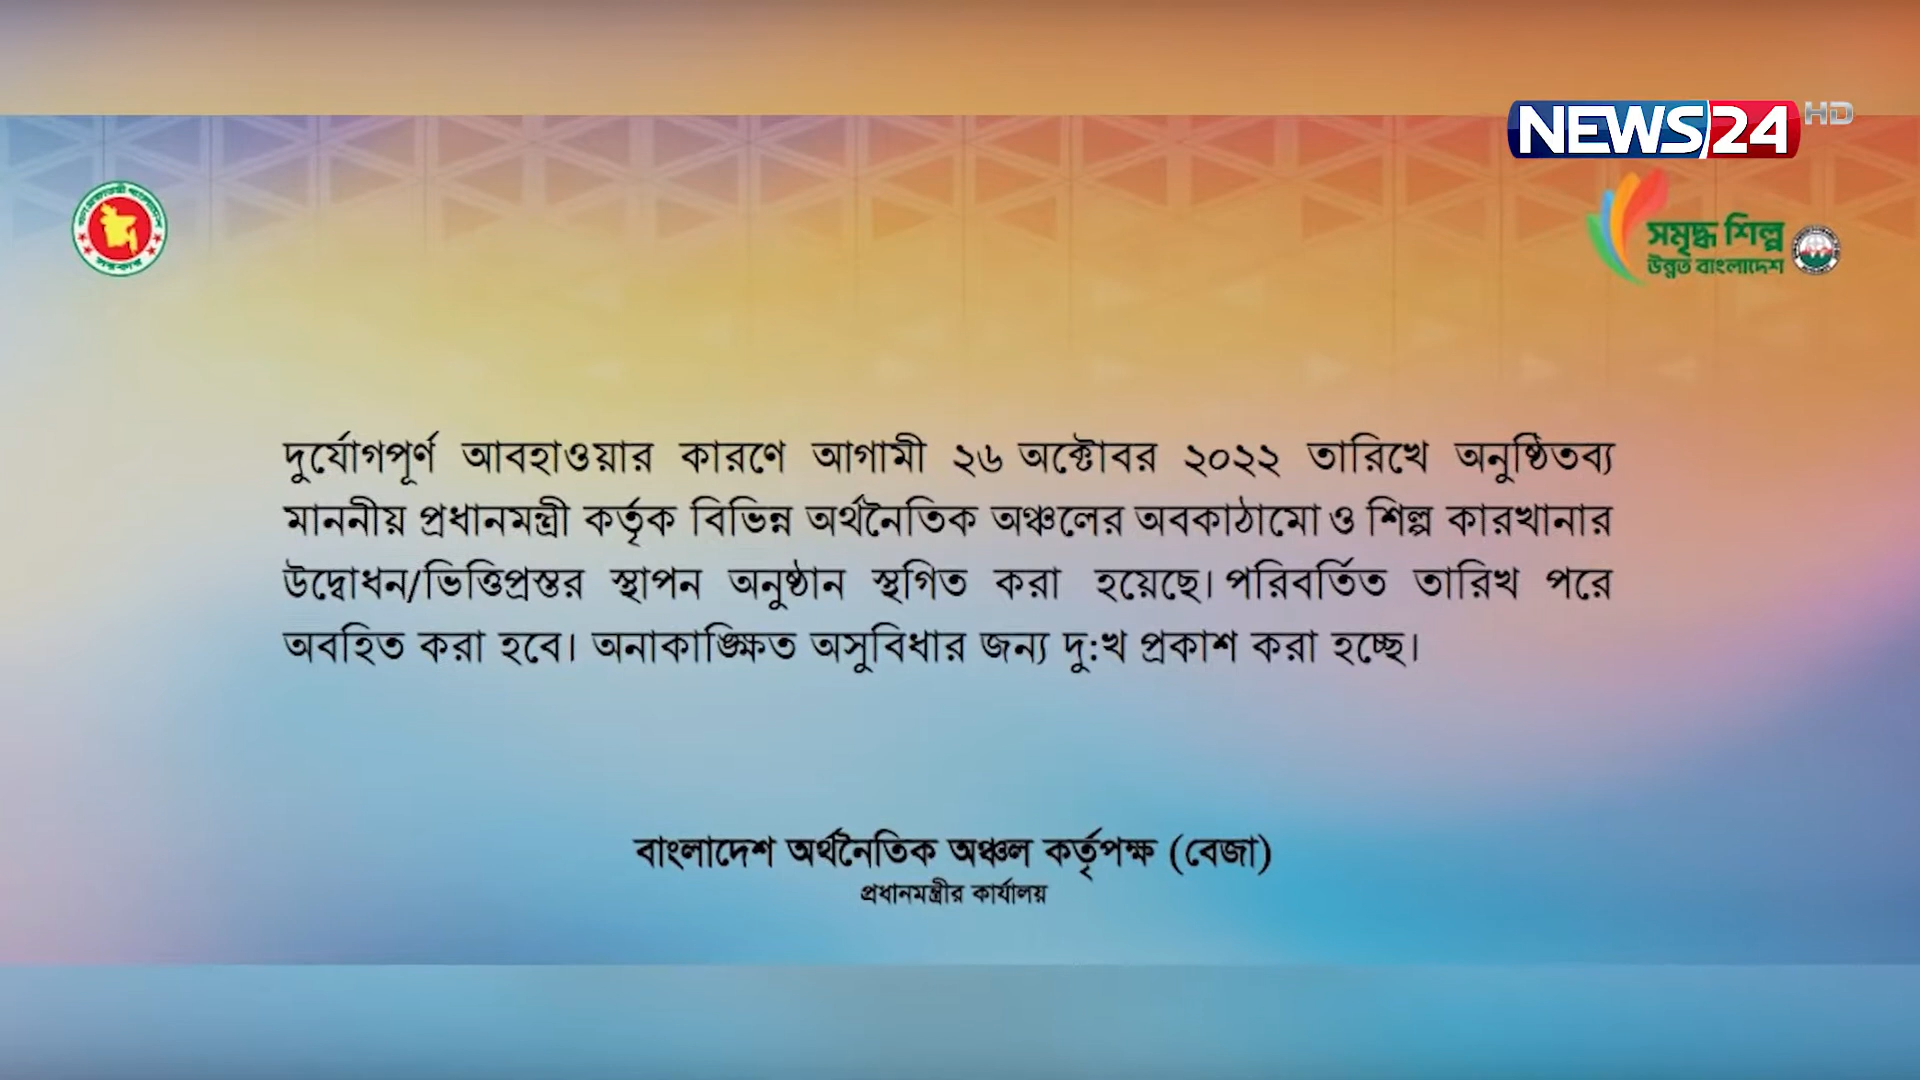 NEWS24 HD
সমৃদ্ধ শিল্প
উন্নত বাংলাদেশ
দুর্যোগপূর্ণ আবহাওয়ার কারণে আগামী ২৬ অক্টোবর ২০২২ তারিখে অনুষ্ঠিতব্য
মাননীয় প্রধানমন্ত্রী কর্তৃক বিভিন্ন অর্থনৈতিক অঞ্চলের অবকাঠামো ও শিল্প কারখানার
উদ্বোধন/ভিত্তিপ্রস্তর স্থাপন অনুষ্ঠান স্থগিত করা হয়েছে। পরিবর্তিত তারিখ পরে
অবহিত করা হবে। অনাকাঙ্ক্ষিত অসুবিধার জন্য দু:খ প্রকাশ করা হচ্ছে।
বাংলাদেশ অর্থনৈতিক অঞ্চল কর্তৃপক্ষ (বেজা)
প্রধানমন্ত্রীর কার্যালয়